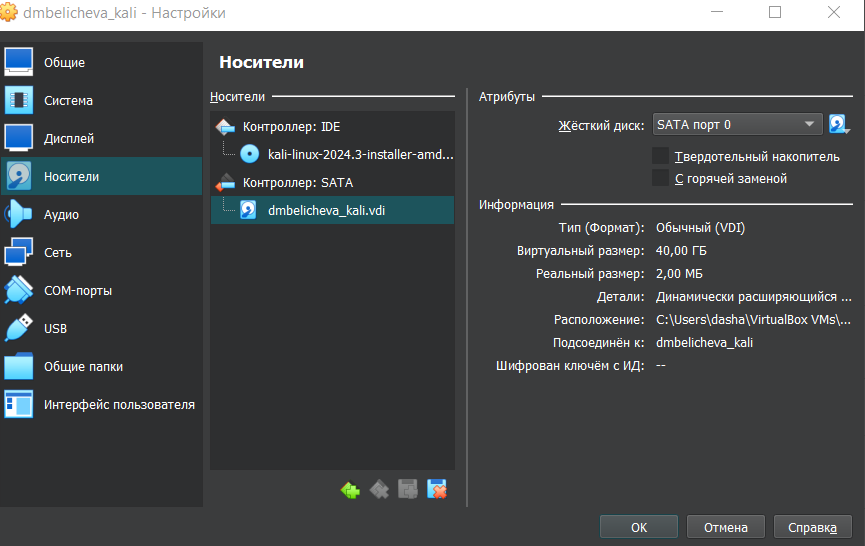 dmbelicheva_kali - Настройки
Общие
Система
Дисплей
Носители
Аудио
Сеть
COM-порты
USB
Общие папки
Интерфейс пользователя
Носители
Носители
Контроллер: IDE
kali-linux-2024.3-installer-amd...
Контроллер: SATA
dmbelicheva_kali.vdi
Атрибуты
Жёсткий диск: SATA порт 0
Твердотельный накопитель
С горячей заменой
Информация
Тип (Формат): Обычный (VDI)
Виртуальный размер: 40,00 ГБ
Реальный размер: 2,00 МБ
Детали: Динамически расширяющийся ...
Расположение: C:\Users\dasha\VirtualBox VMs\...
Подсоединён к: dmbelicheva_kali
Шифрован ключём с ИД: --
OK Отмена Справка